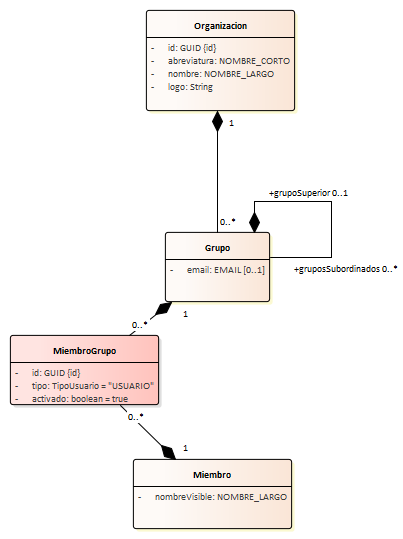 Organizacion
- id: GUID {id}
- abreviatura: NOMBRE_CORTO
- nombre: NOMBRE_LARGO
- logo: String
1
+grupoSuperior 0..1
0..*
Grupo
- email: EMAIL [0..1]
+gruposSubordinados 0..*
1
0..*
MiembroGrupo
- id: GUID {id}
- tipo: TipoUsuario = "USUARIO"
- activado: boolean = true
0..*
1
Miembro
- nombreVisible: NOMBRE_LARGO